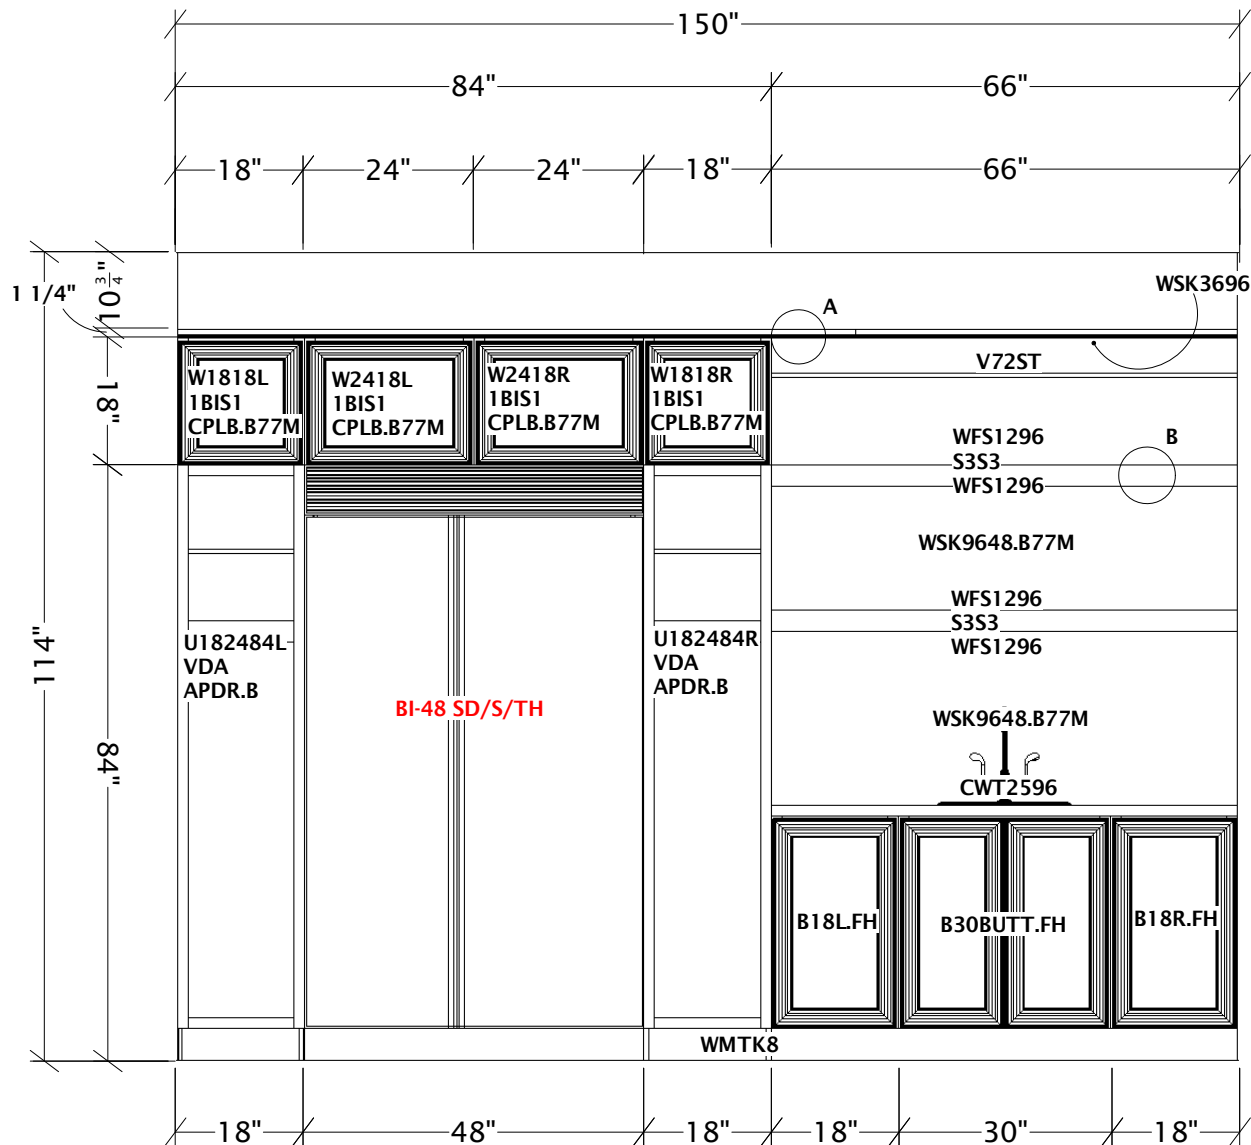 150"
84"
66"
18"
24"
24"
18"
66"
10 3/4"
1 1/4"
WSK3696
A
V72ST
W1818L
1BIS1
CPLB.B77M
W2418L
1BIS1
CPLB.B77M
W2418R
1BIS1
CPLB.B77M
W1818R
1BIS1
CPLB.B77M
18"
WFS1296
S3S3
WFS1296
B
WSK9648.B77M
WFS1296
S3S3
WFS1296
114"
U182484L
VDA
APDR.B
U182484R
VDA
APDR.B
BI-48 SD/S/TH
WSK9648.B77M
84"
CWT2596
B18L.FH
B30BUTT.FH
B18R.FH
WMTK8
18"
48"
18"
18"
30"
18"